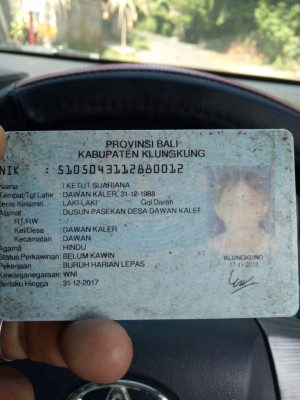 PROVINSI BALI
KABUPATEN KLUNGKUNG
NIK : 5105043112880012
Nama : I KETUT SUARIANA
Tempat/Tgl Lahir : DAWAN KALER, 31-12-1988
Jenis Kelamin : LAKI-LAKI Gol Darah
Alamat : DUSUN PASEKAN DESA DAWAN KALER
RT/RW :
Kel/Desa : DAWAN KALER
Kecamatan : DAWAN
Agama : HINDU
Status Perkawinan: BELUM KAWIN
Pekerjaan : BURUH HARIAN LEPAS
Kewarganegaraan: WNI
Berlaku Hingga : 31-12-2017
KLUNGKUNG
17-11-2012